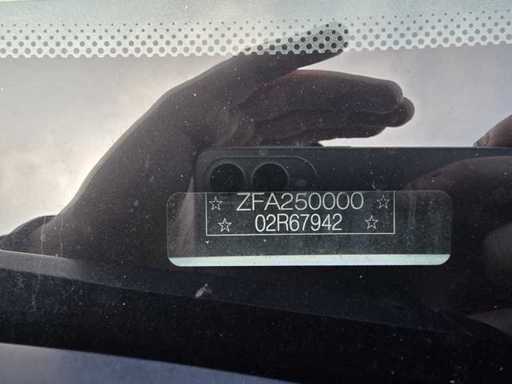 ☆ ZFA250000 ☆
☆ 02R67942 ☆